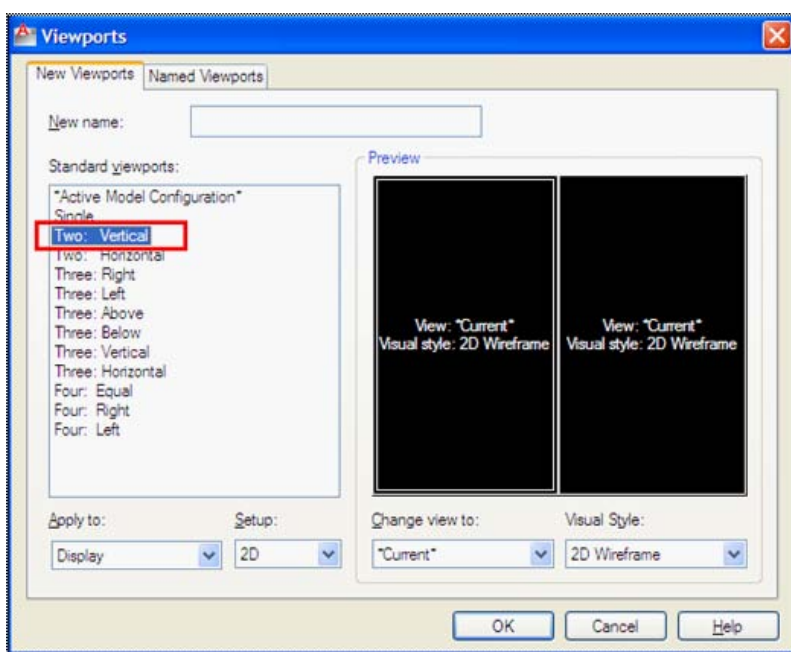 Viewports
New Viewports
Named Viewports
New name:
Standard viewports:
*Active Model Configuration*
Single
Two: Vertical
Two: Horizontal
Three: Right
Three: Left
Three: Above
Three: Below
Three: Vertical
Three: Horizontal
Four: Equal
Four: Right
Four: Left
Preview
View: *Current*
Visual style: 2D Wireframe
View: *Current*
Visual style: 2D Wireframe
Apply to:
Setup:
Change view to:
Visual Style:
Display
2D
*Current*
2D Wireframe
OK
Cancel
Help